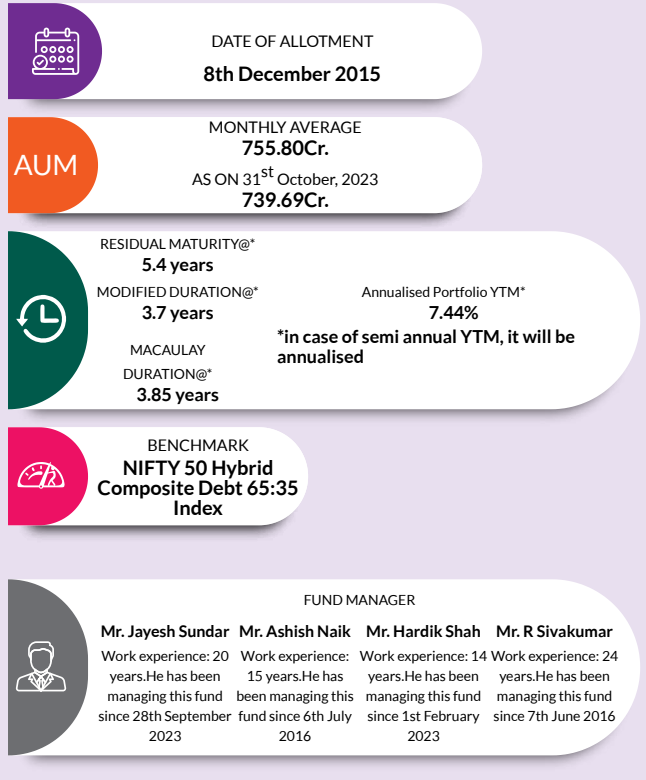 DATE OF ALLOTMENT
8th December 2015
AUM
MONTHLY AVERAGE
755.80Cr.
AS ON 31st October, 2023
739.69Cr.
RESIDUAL MATURITY@*
5.4 years
MODIFIED DURATION@*
3.7 years
MACAULAY
DURATION@*
3.85 years
Annualised Portfolio YTM*
7.44%
*in case of semi annual YTM, it will be
annualised
BENCHMARK
NIFTY 50 Hybrid
Composite Debt 65:35
Index
FUND MANAGER
Mr. Jayesh Sundar
Work experience: 20
years.He has been
managing this fund
since 28th September
2023
Mr. Ashish Naik
Work experience:
15 years.He has
been managing this
fund since 6th July
2016
Mr. Hardik Shah
Work experience: 14
years.He has been
managing this fund
since 1st February
2023
Mr. R Sivakumar
Work experience: 24
years.He has been
managing this fund
since 7th June 2016